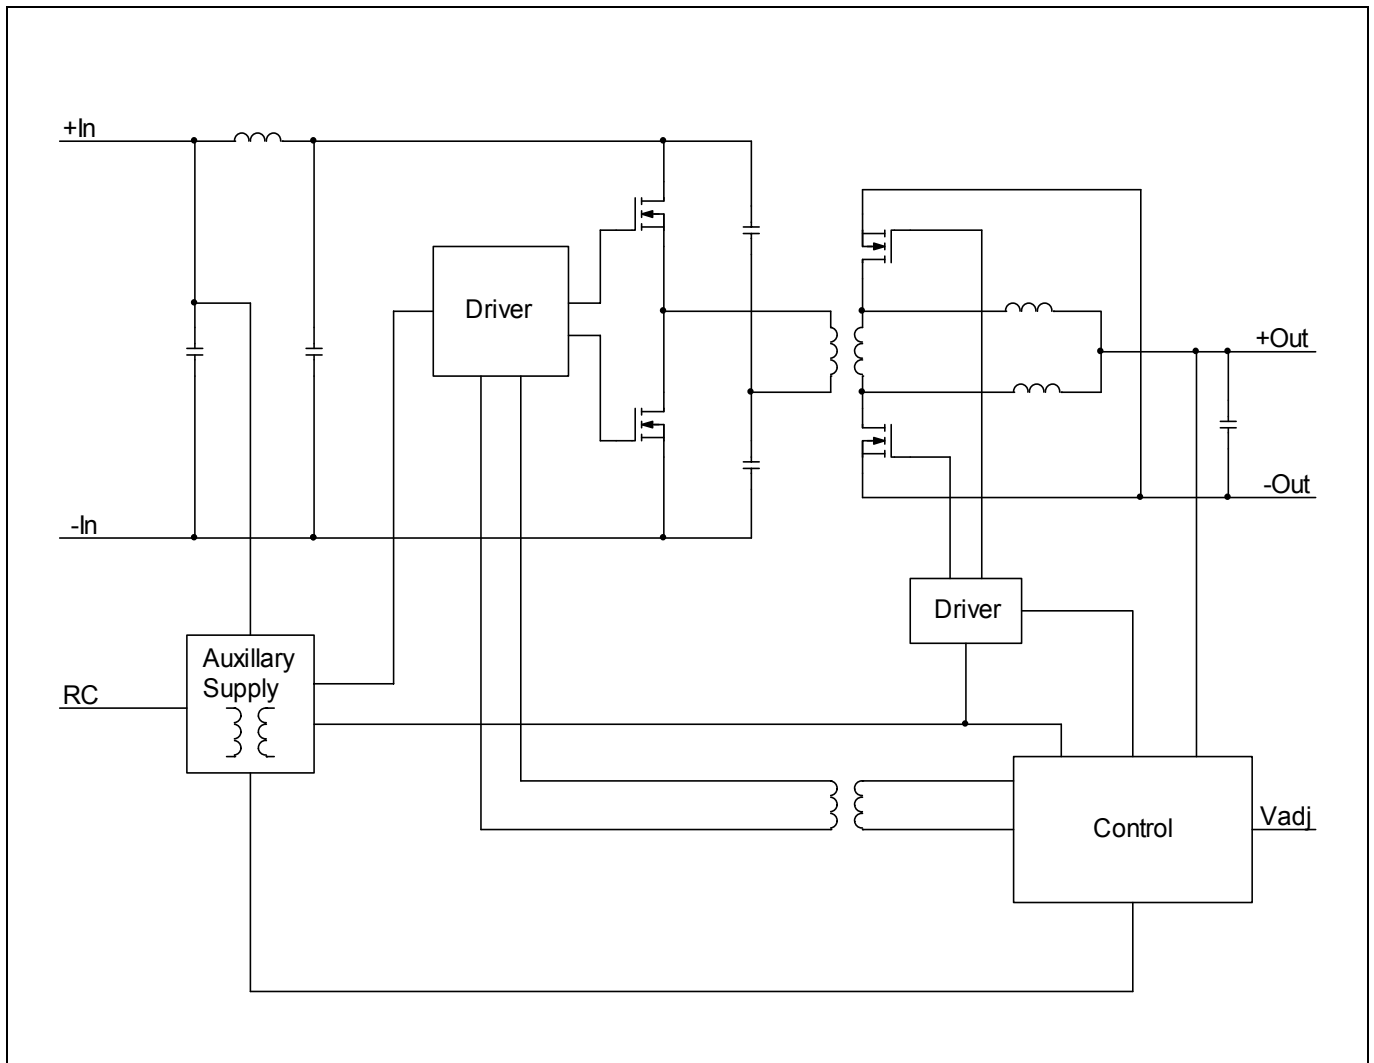 +In
Driver
+Out
-Out
-In
Driver
Auxillary
Supply
RC
Control
Vadj